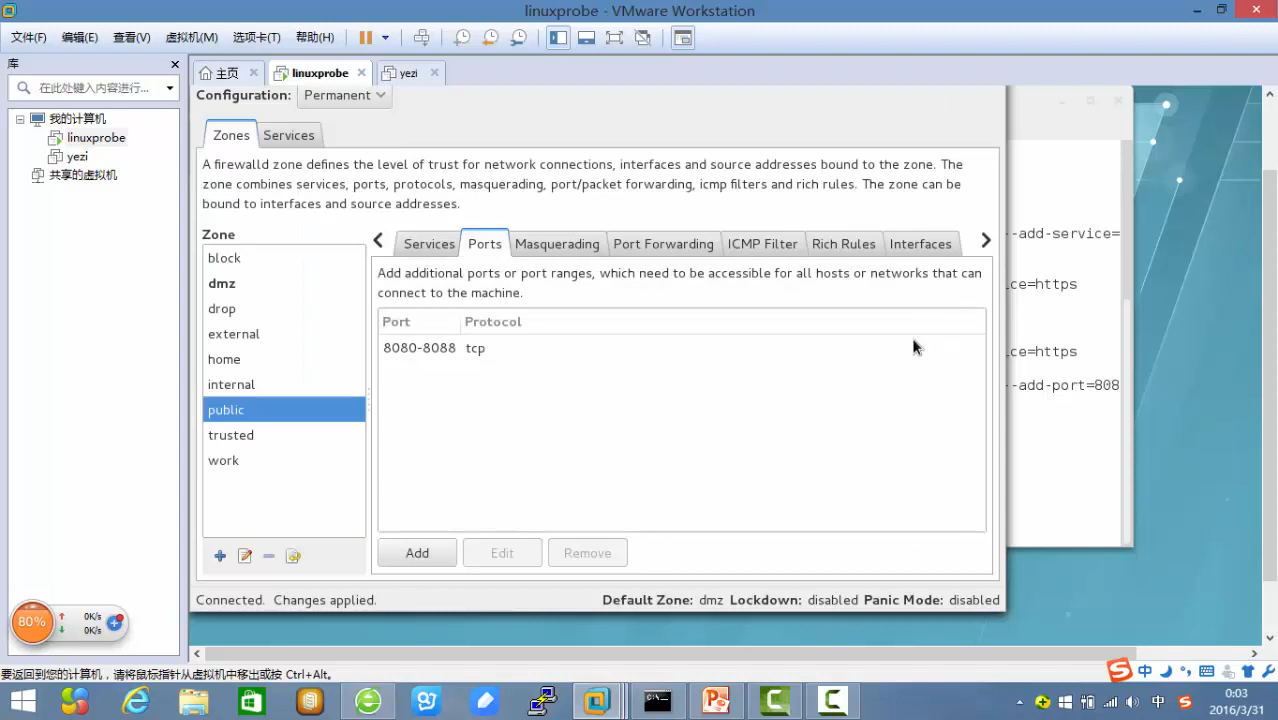 linuxprobe - VMware Workstation
文件(F) 编辑(E) 查看(V) 虚拟机(M) 选项卡(T) 帮助(H)
库
在此处键入内容进行...
我的计算机
linuxprobe
yezi
共享的虚拟机
主页 linuxprobe yezi
Configuration: Permanent
Zones Services
A firewalld zone defines the level of trust for network connections, interfaces and source addresses bound to the zone. The
zone combines services, ports, protocols, masquerading, port/packet forwarding, icmp filters and rich rules. The zone can be
bound to interfaces and source addresses.
Zone
block
dmz
drop
external
home
internal
public
trusted
work
Services Ports Masquerading Port Forwarding ICMP Filter Rich Rules Interfaces
Add additional ports or port ranges, which need to be accessible for all hosts or networks that can
connect to the machine.
Port Protocol
8080-8088 tcp
Add Edit Remove
Connected. Changes applied.
Default Zone: dmz Lockdown: disabled Panic Mode: disabled
--add-service=
ce=https
ce=https
--add-port=808
80%
0K/s
0K/s
要返回到您的计算机，请将鼠标指针从虚拟机中移出或按 Ctrl+Alt。
中
中
0:03
2016/3/31